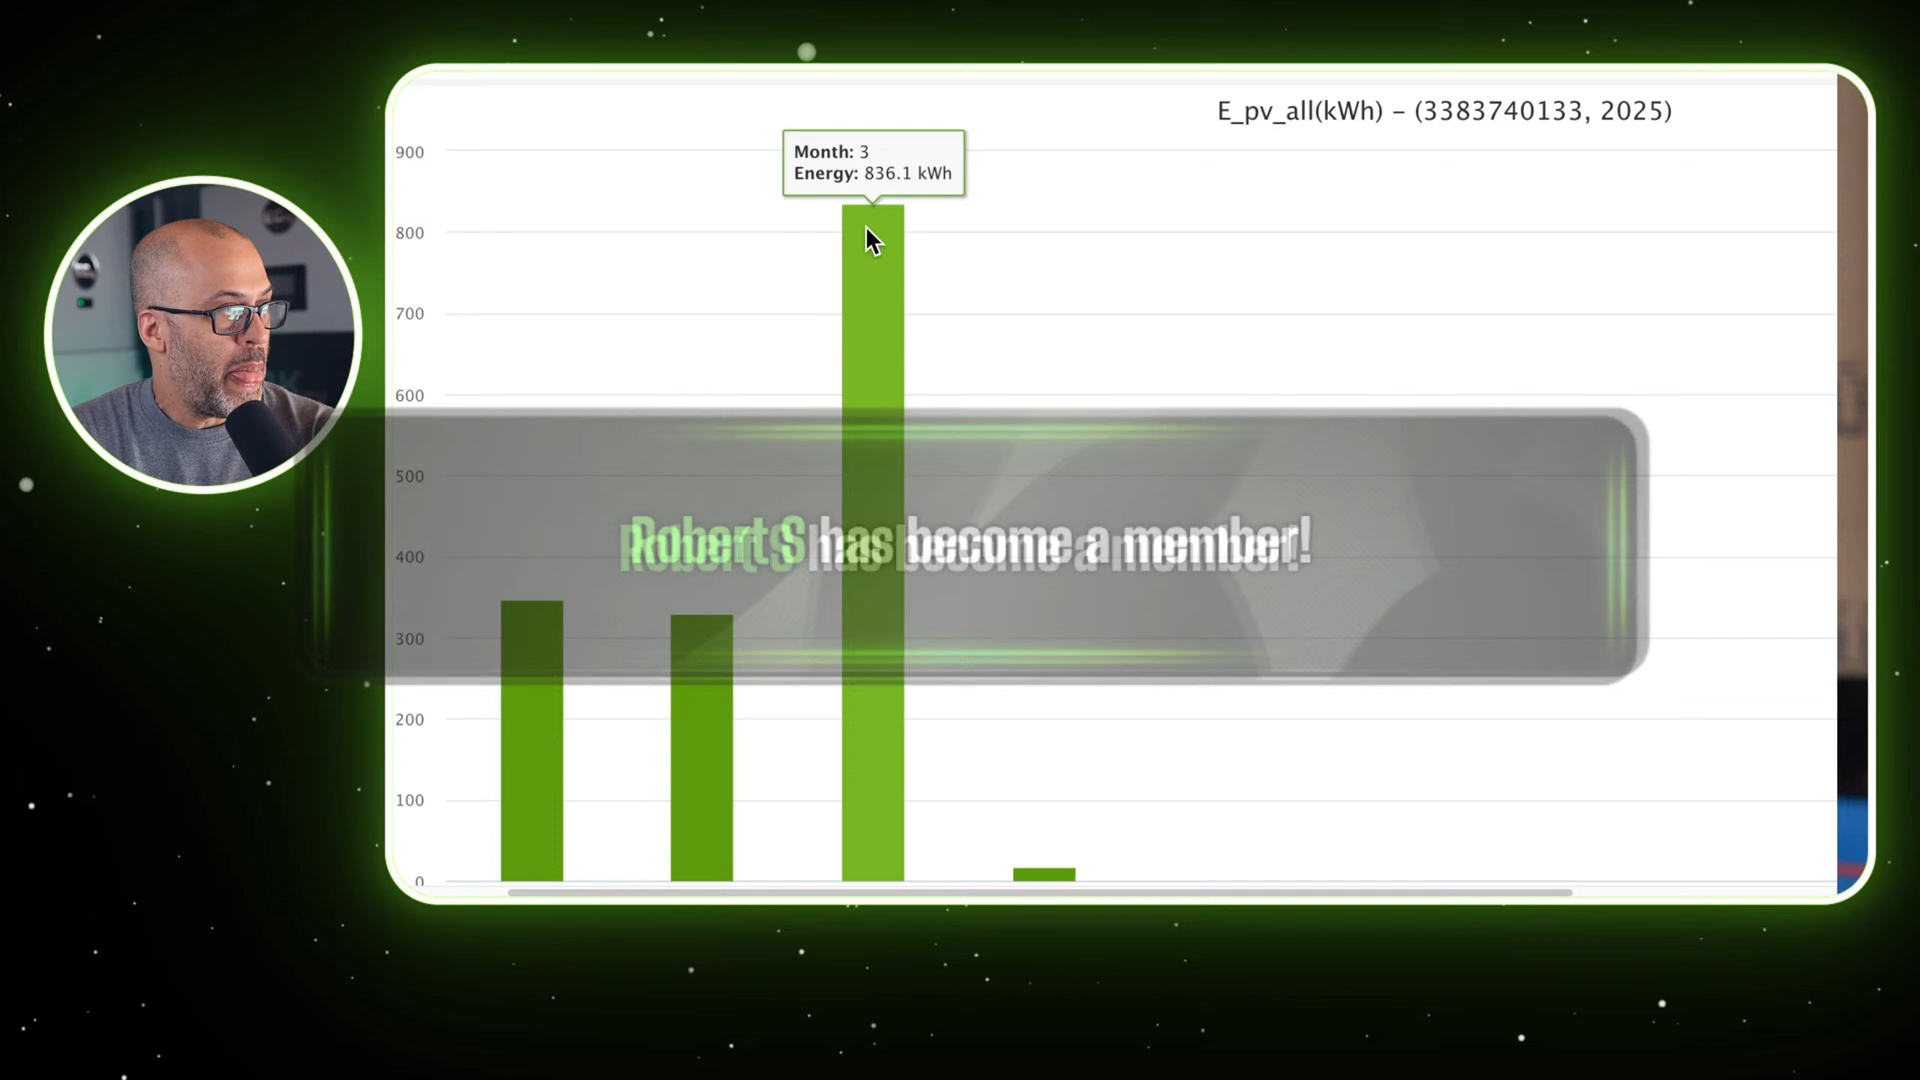 E_pv_all(kWh) – (3383740133, 2025)
Month: 3
Energy: 836.1 kWh
900
800
700
600
500
400
300
200
100
0
Robert S has become a member!